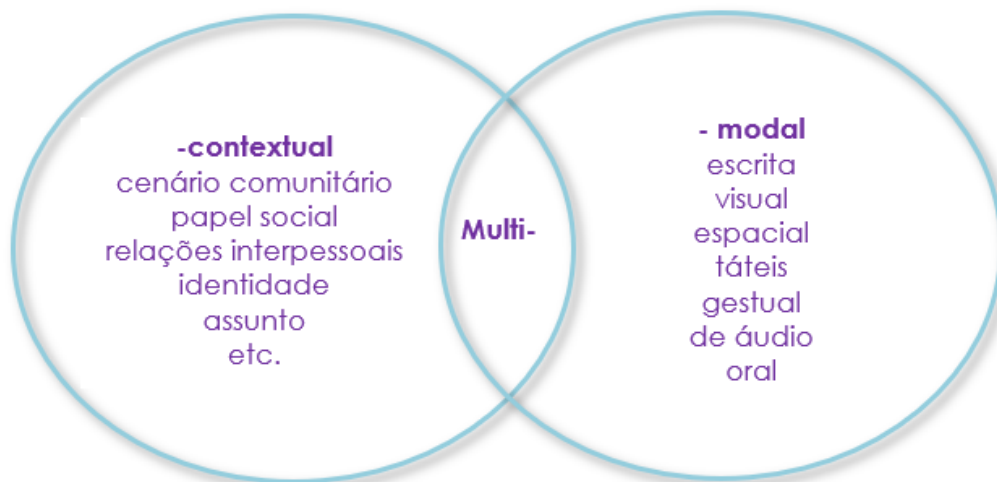 -contextual
cenário comunitário
papel social
relações interpessoais
identidade
assunto
etc.
Multi-
- modal
escrita
visual
espacial
táteis
gestual
de áudio
oral